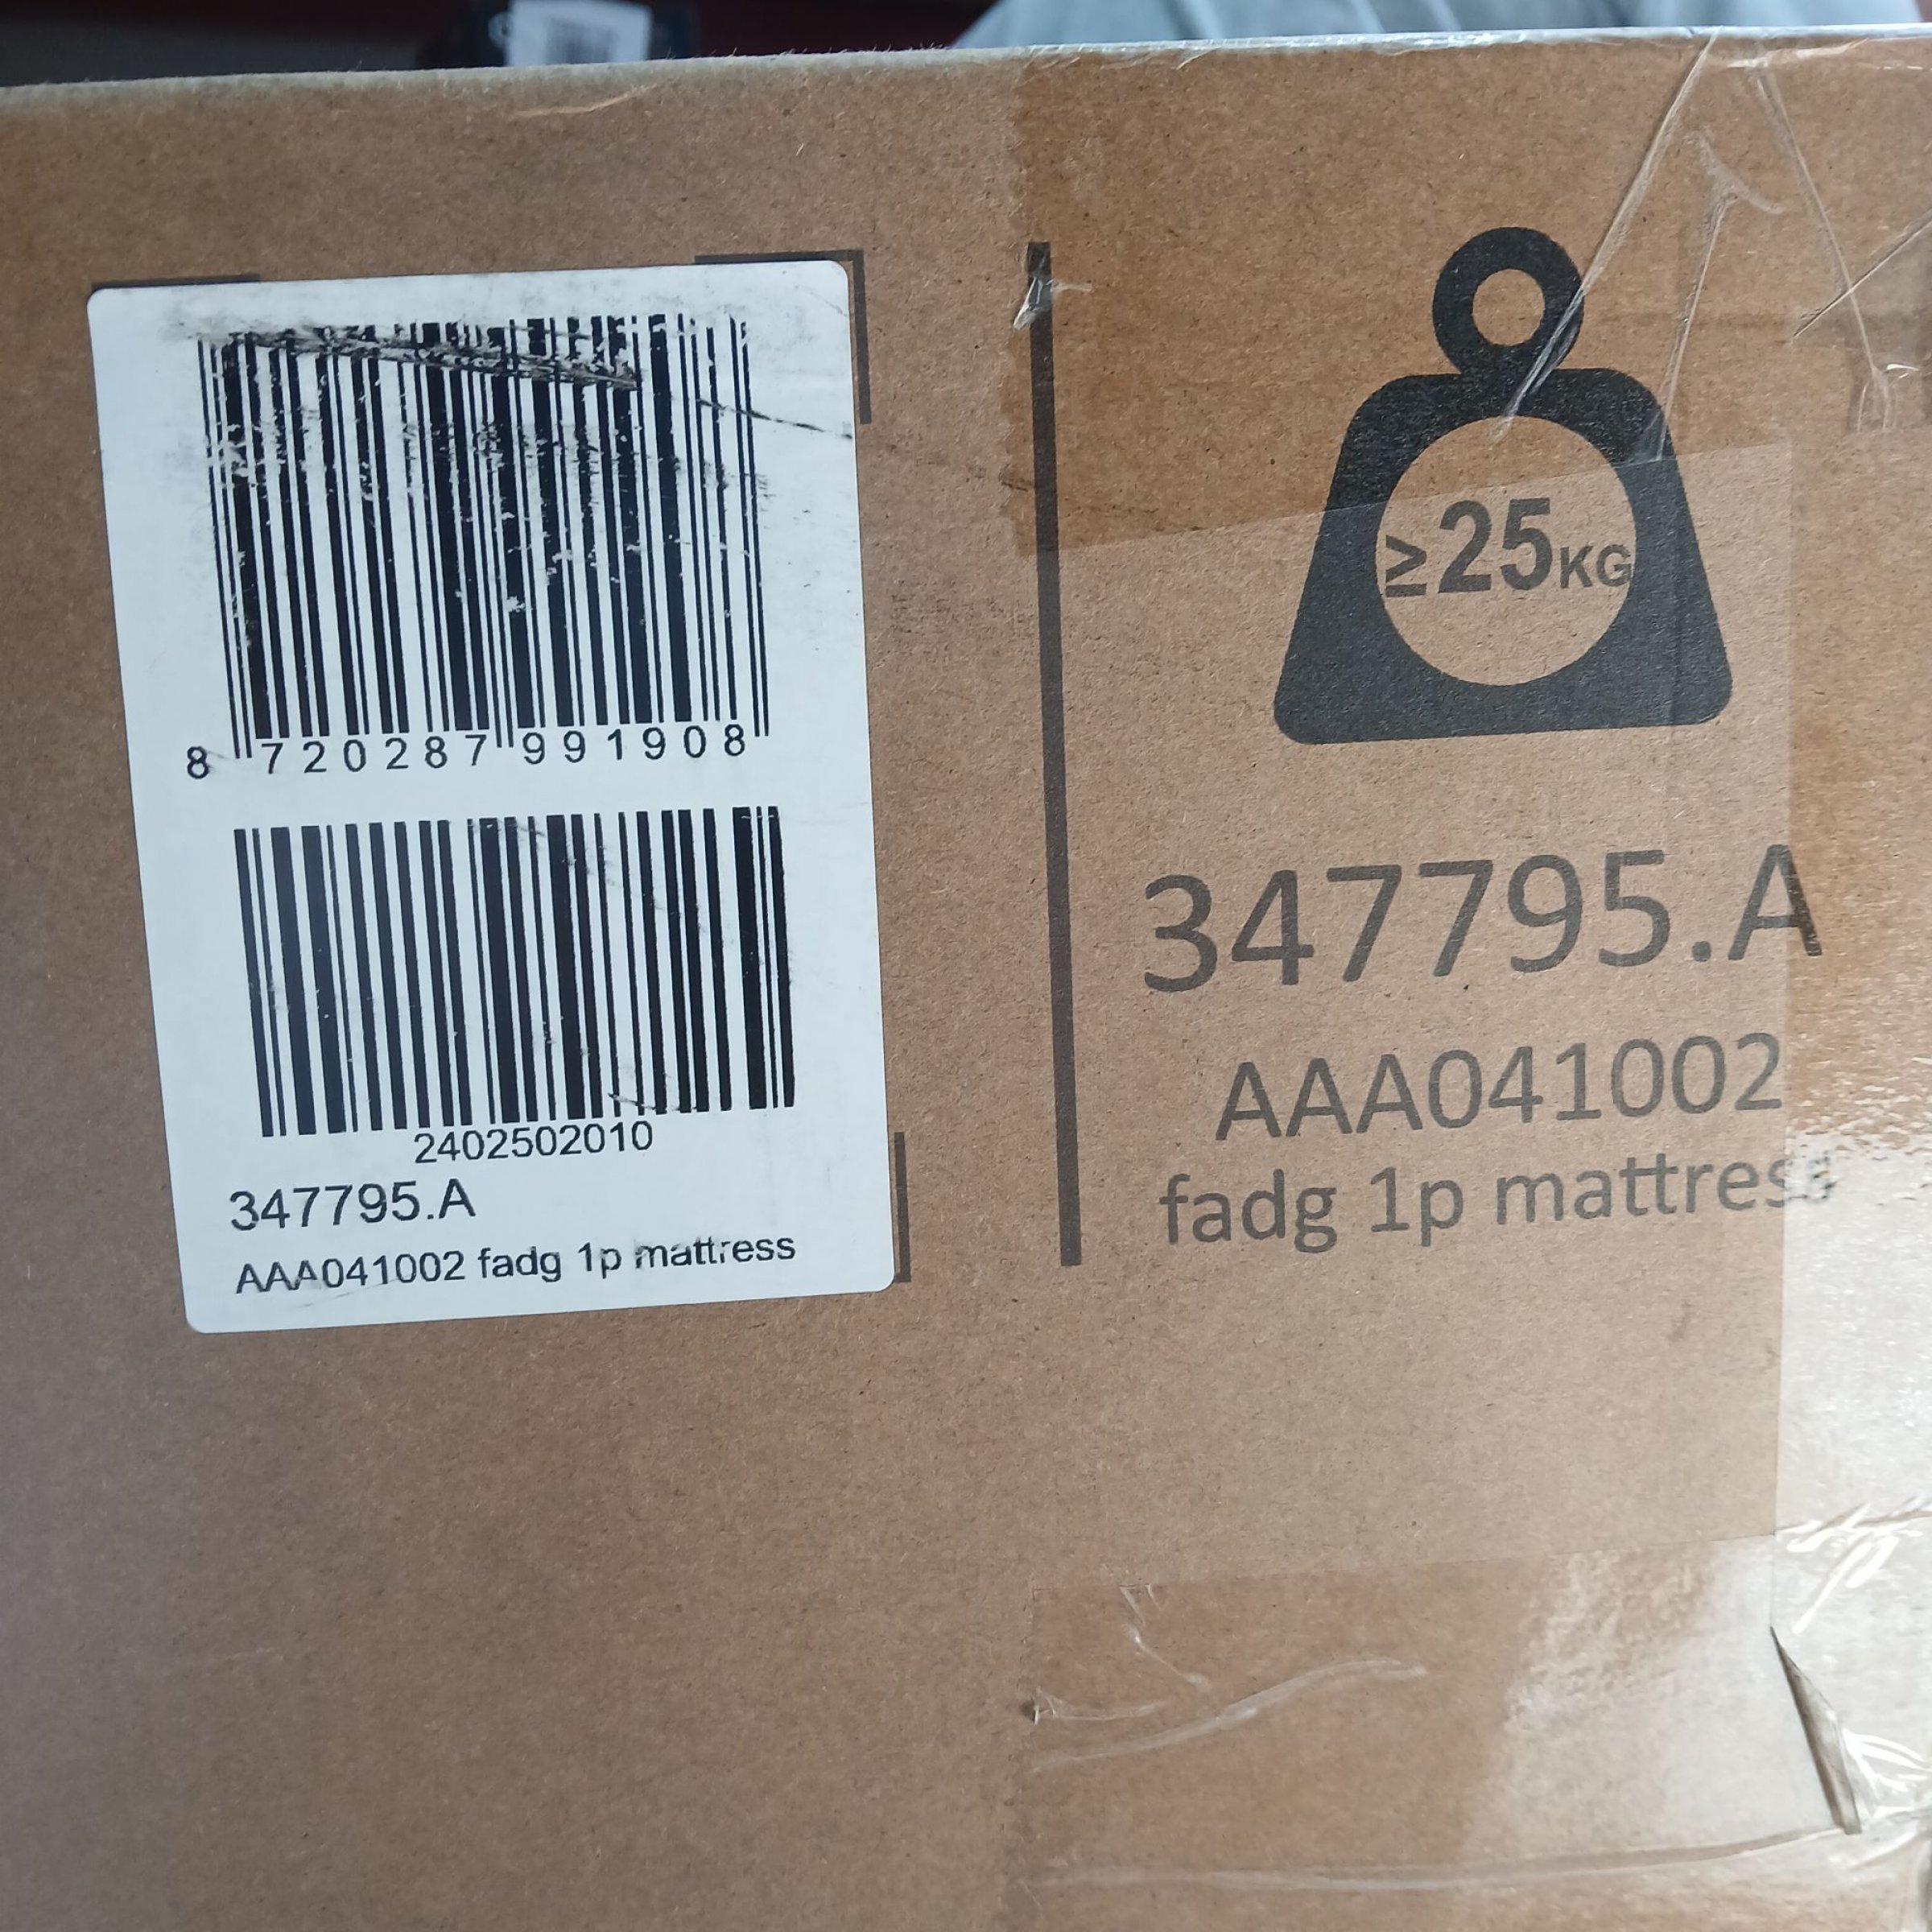 8 720287 991908
2402502010
347795.A
AAA041002 fadg 1p mattress
≥25KG
347795.A
AAA041002
fadg 1p mattress